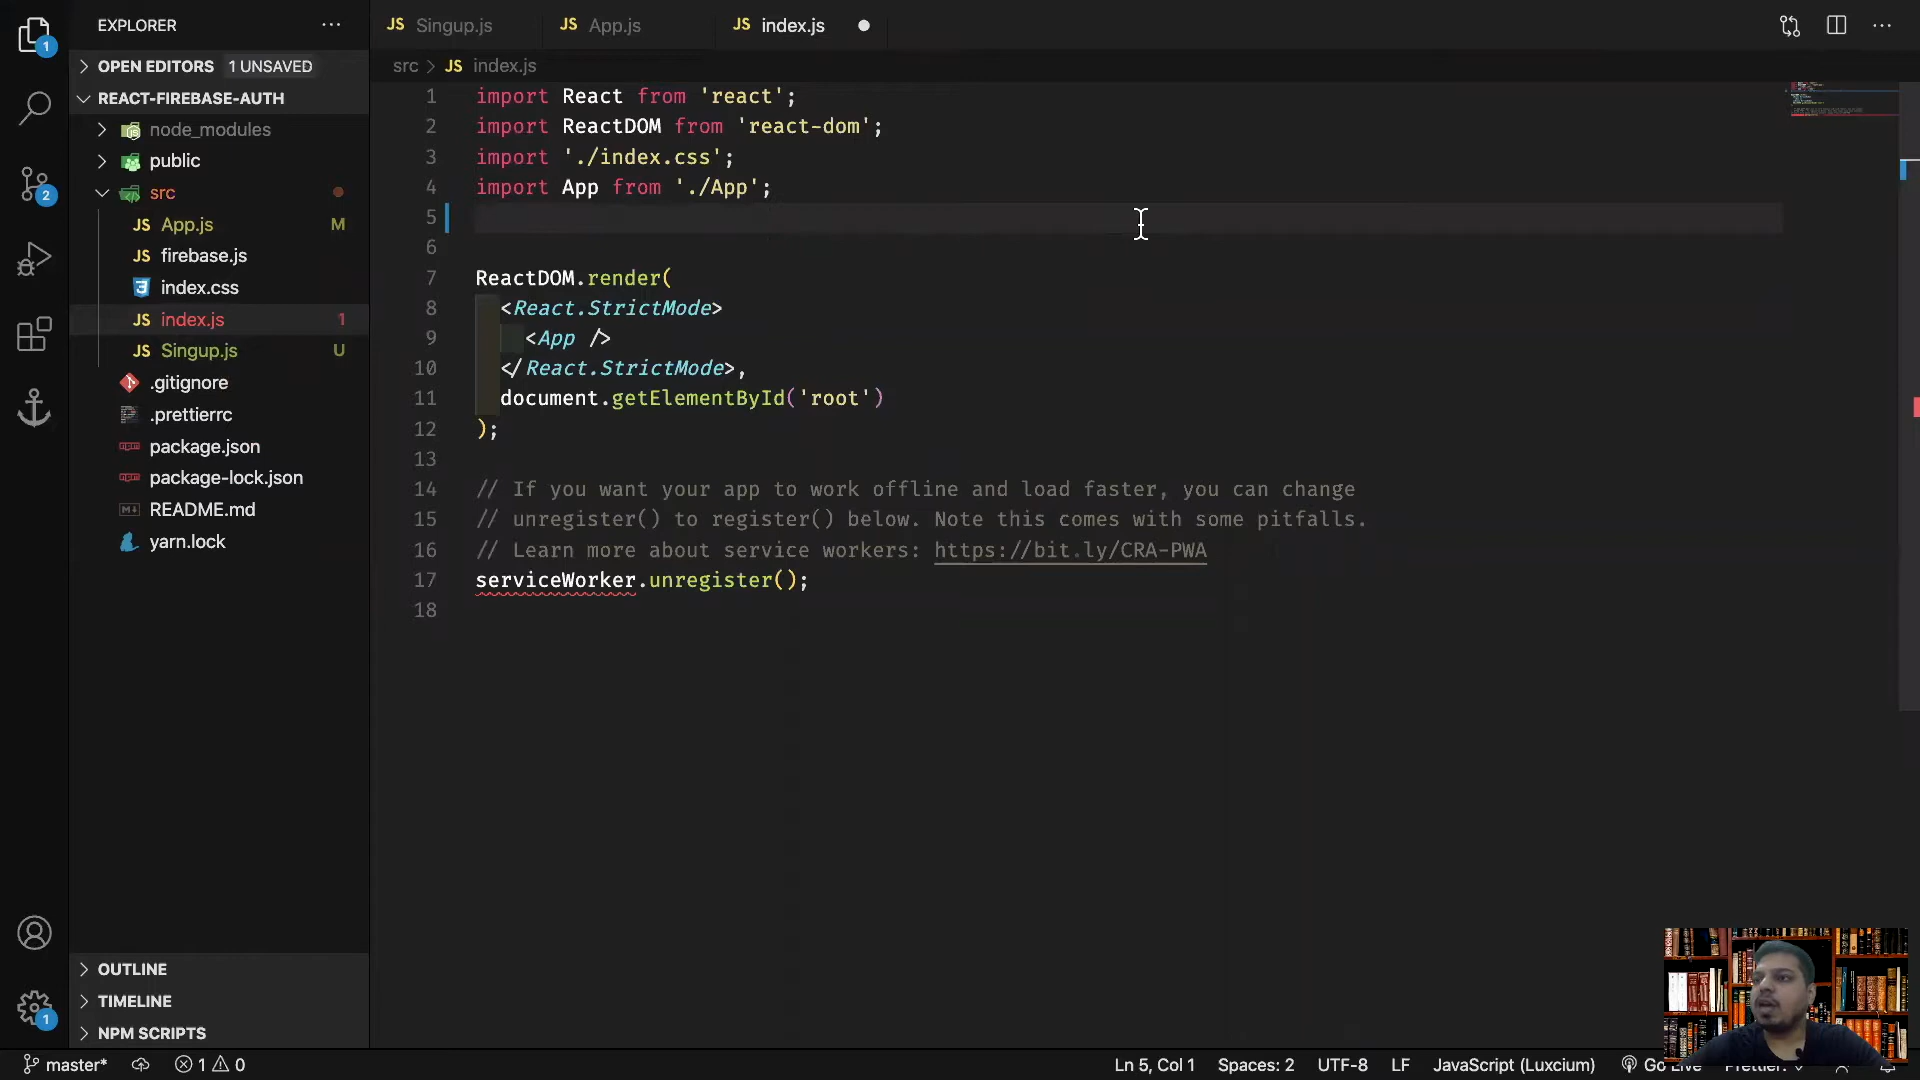 EXPLORER
OPEN EDITORS 1 UNSAVED
REACT-FIREBASE-AUTH
node_modules
public
src
App.js M
firebase.js
index.css
index.js 1
Singup.js U
.gitignore
.prettierrc
package.json
package-lock.json
README.md
yarn.lock
OUTLINE
TIMELINE
NPM SCRIPTS
1
2
1
JS Singup.js
JS App.js
JS index.js
src > JS index.js
1 import React from 'react';
2 import ReactDOM from 'react-dom';
3 import './index.css';
4 import App from './App';
5
6
7 ReactDOM.render(
8 <React.StrictMode>
9 <App />
10 </React.StrictMode>,
11 document.getElementById('root')
12 );
13
14 // If you want your app to work offline and load faster, you can change
15 // unregister() to register() below. Note this comes with some pitfalls.
16 // Learn more about service workers: https://bit.ly/CRA-PWA
17 serviceWorker.unregister();
18
master* 1 0 Ln 5, Col 1 Spaces: 2 UTF-8 LF JavaScript (Luxcium) Go Live Prettier: